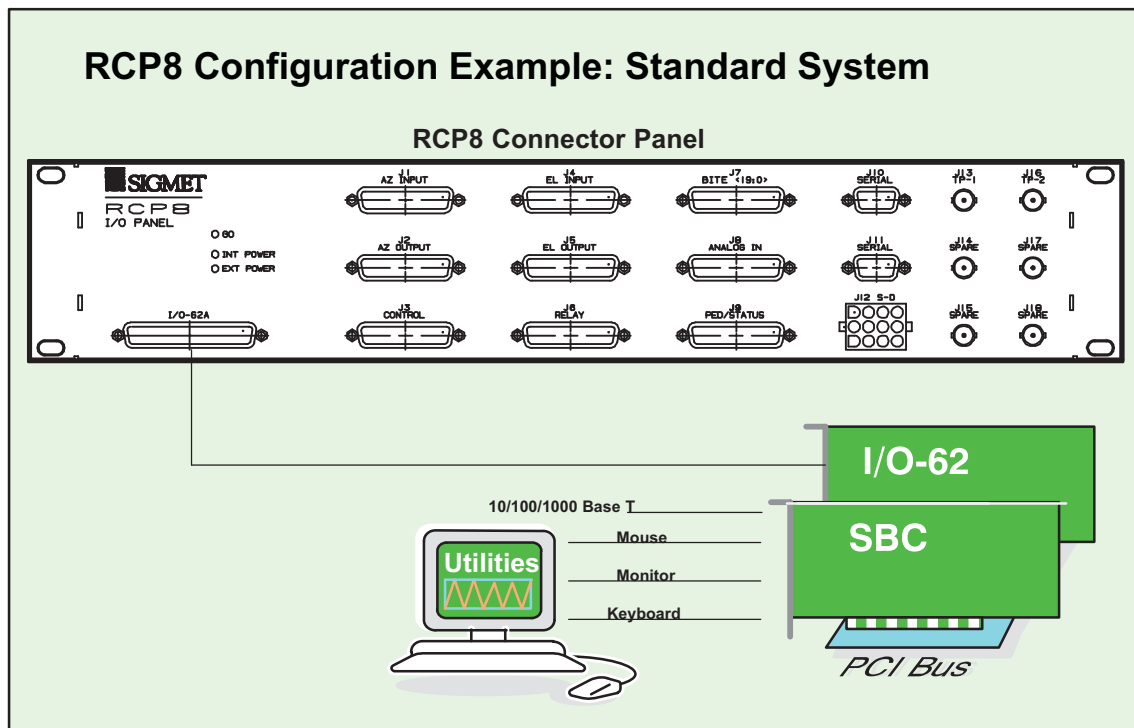 RCP8 Configuration Example: Standard System
RCP8 Connector Panel
SIGMET
RCP8
I/O PANEL
GO
INT POWER
EXT POWER
I/O-62A
J1
AZ INPUT
J4
EL INPUT
J7
BITE <19:0>
J10
SERIAL
J13
TP-1
J16
TP-2
J2
AZ OUTPUT
J5
EL OUTPUT
J8
ANALOG IN
J11
SERIAL
J14
SPARE
J17
SPARE
J3
CONTROL
J6
RELAY
J9
PED/STATUS
J12 S-D
J15
SPARE
J18
SPARE
I/O-62
SBC
10/100/1000 Base T
Mouse
Monitor
Keyboard
Utilities
PCI Bus